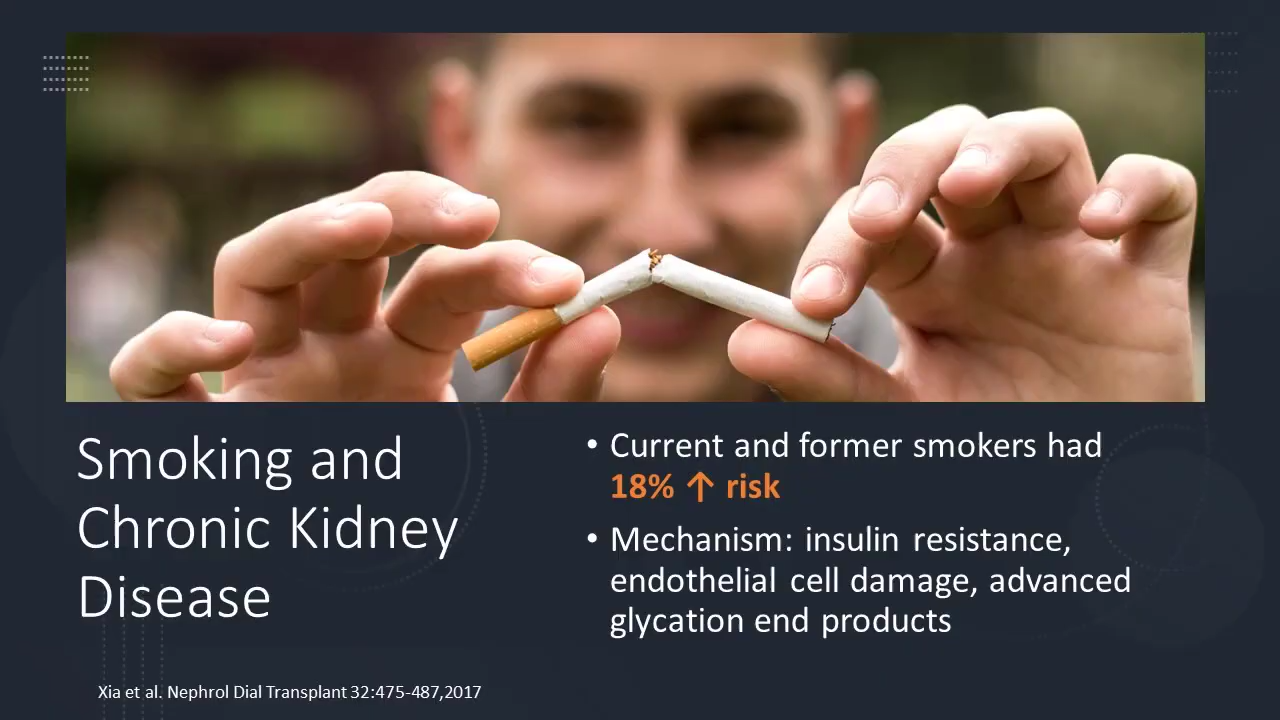 Smoking and
Chronic Kidney
Disease
• Current and former smokers had
18% ↑ risk
• Mechanism: insulin resistance,
endothelial cell damage, advanced
glycation end products
Xia et al. Nephrol Dial Transplant 32:475-487,2017